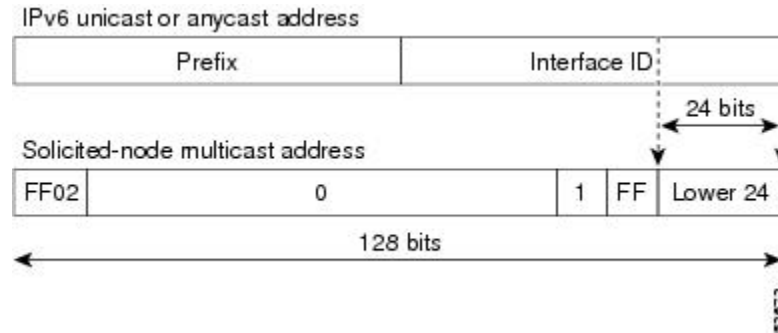 IPv6 unicast or anycast address
Prefix Interface ID
24 bits
Solicited-node multicast address
FF02 0 1 FF Lower 24
128 bits